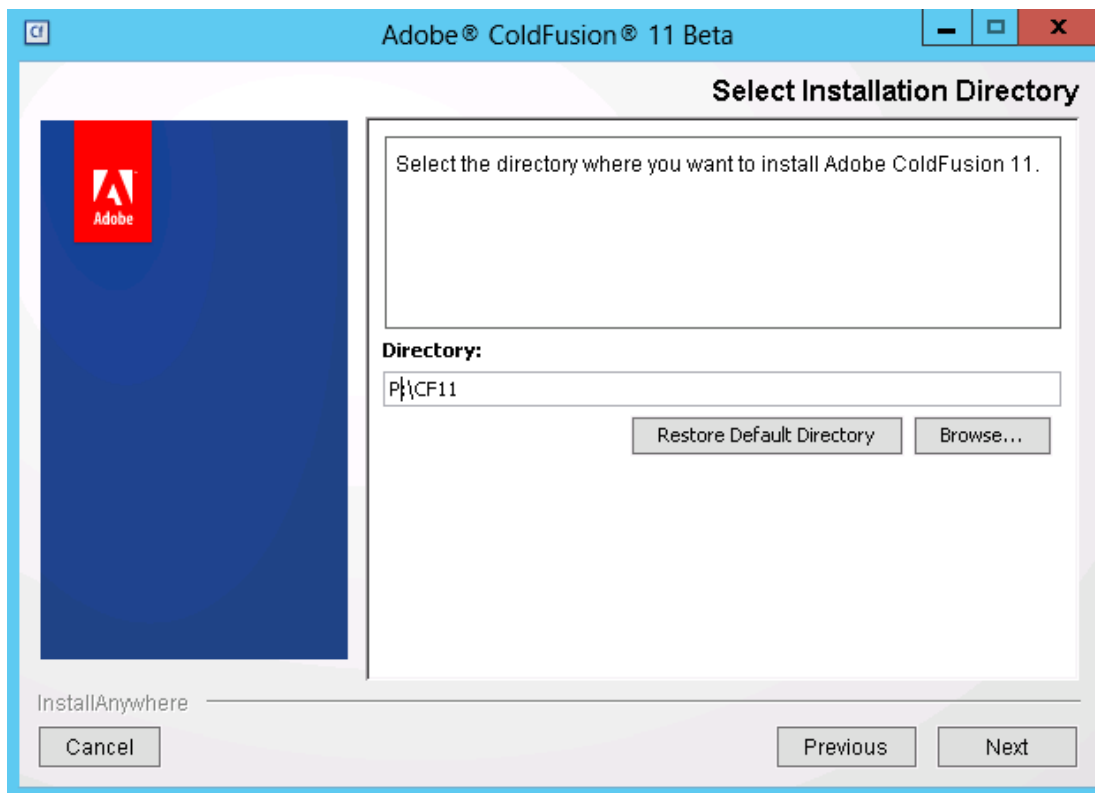 Cf
Adobe® ColdFusion® 11 Beta
Select Installation Directory
Adobe
Select the directory where you want to install Adobe ColdFusion 11.
Directory:
P:\CF11
Restore Default Directory
Browse...
InstallAnywhere
Cancel
Previous
Next